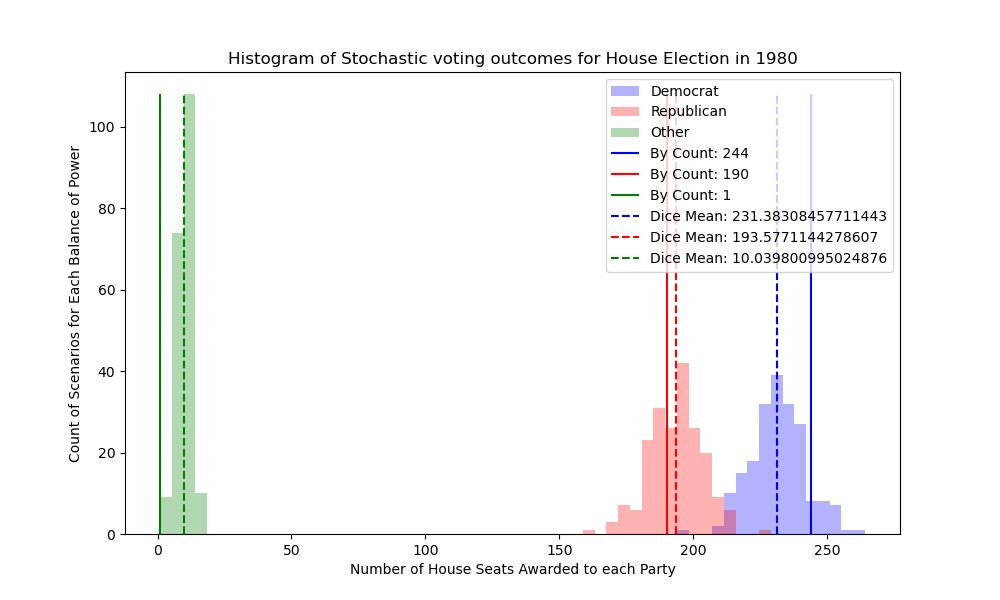 Histogram of Stochastic voting outcomes for House Election in 1980
Democrat
Republican
Other
By Count: 244
By Count: 190
By Count: 1
Dice Mean: 231.38308457711443
Dice Mean: 193.5771144278607
Dice Mean: 10.039800995024876
Count of Scenarios for Each Balance of Power
100
80
60
40
20
0
0 50 100 150 200 250
Number of House Seats Awarded to each Party